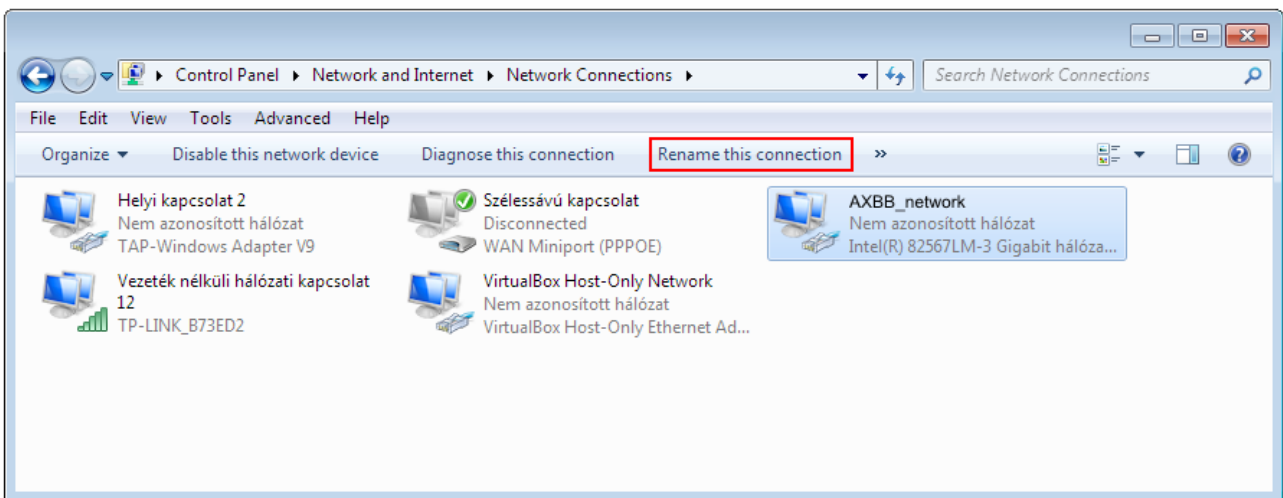 Control Panel ▸ Network and Internet ▸ Network Connections ▸
Search Network Connections
File Edit View Tools Advanced Help
Organize Disable this network device Diagnose this connection Rename this connection »
Helyi kapcsolat 2
Nem azonosított hálózat
TAP-Windows Adapter V9
Szélessávú kapcsolat
Disconnected
WAN Miniport (PPPOE)
AXBB_network
Nem azonosított hálózat
Intel(R) 82567LM-3 Gigabit hálóza...
Vezeték nélküli hálózati kapcsolat
12
TP-LINK_B73ED2
VirtualBox Host-Only Network
Nem azonosított hálózat
VirtualBox Host-Only Ethernet Ad...